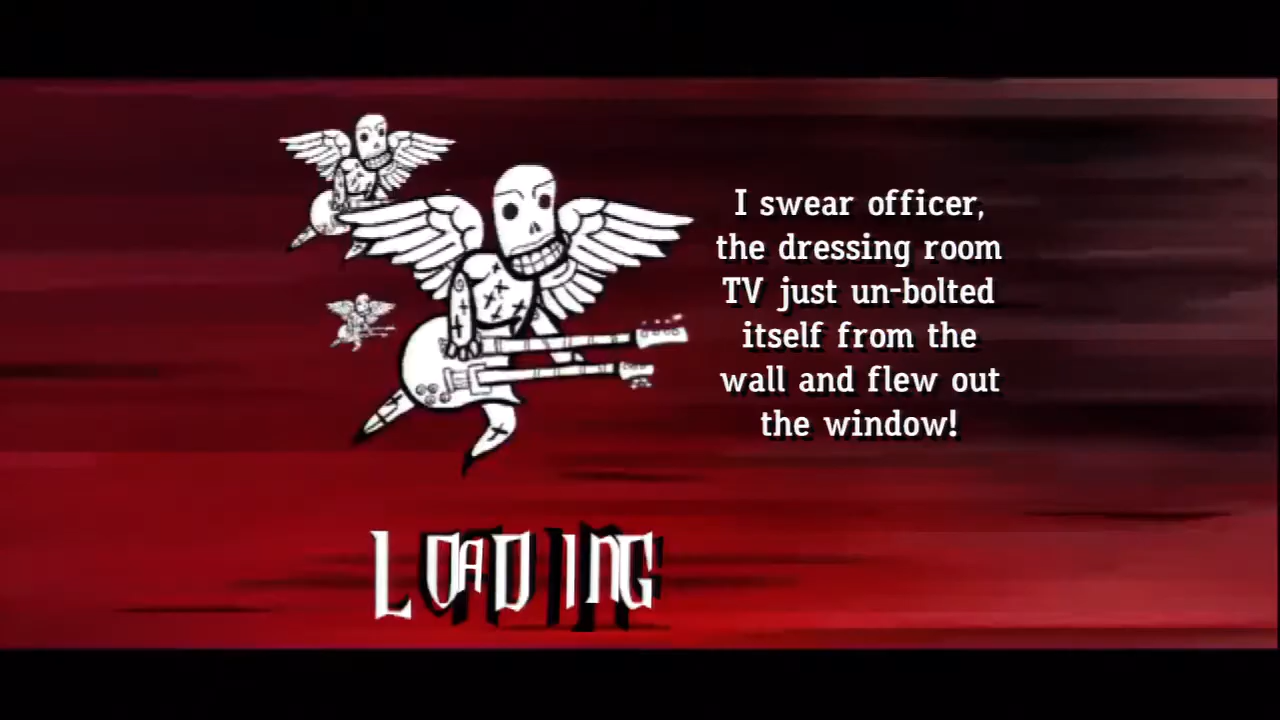 I swear officer,
the dressing room
TV just un-bolted
itself from the
wall and flew out
the window!
LOADING